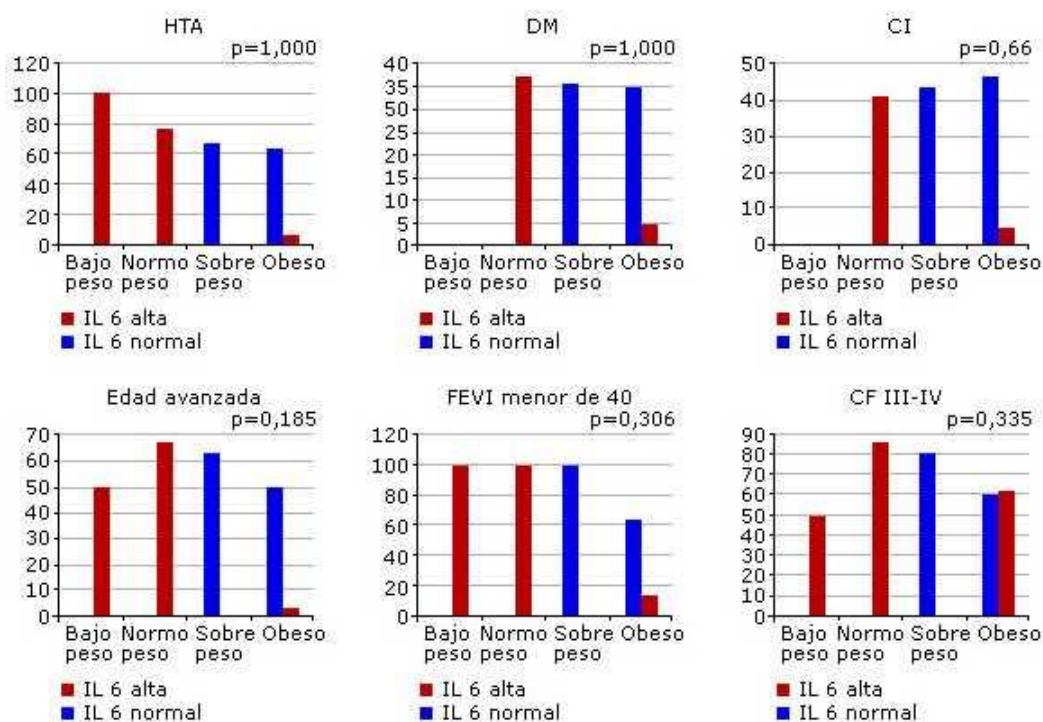 HTA
p=1,000
120
100
80
60
40
20
0
Bajo peso
Normo peso
Sobre peso
Obeso
IL 6 alta
IL 6 normal
DM
p=1,000
40
35
50
20
20
15
10
5
0
Bajo peso
Normo peso
Sobre peso
Obeso
IL 6 alta
IL 6 normal
CI
p=0,66
50
40
30
20
10
0
Bajo peso
Normo peso
Sobre peso
Obeso
IL 6 alta
IL 6 normal
Edad avanzada
p=0,185
70
60
50
40
30
20
10
0
Bajo peso
Normo peso
Sobre peso
Obeso
IL 6 alta
IL 6 normal
FEVI menor de 40
p=0,306
120
100
80
60
40
20
0
Bajo peso
Normo peso
Sobre peso
Obeso
IL 6 alta
IL 6 normal
CF III-IV
p=0,335
90
80
70
60
50
40
30
20
10
0
Bajo peso
Normo peso
Sobre peso
Obeso
IL 6 alta
IL 6 normal